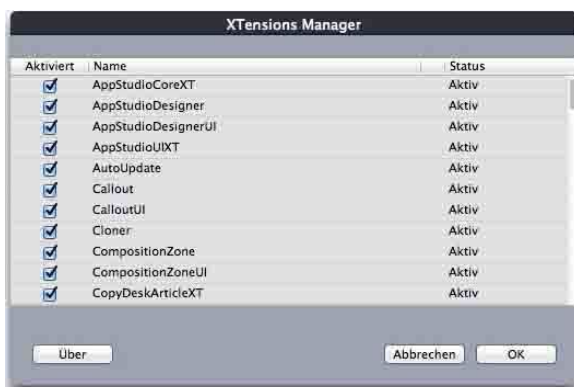 XTensions Manager
Aktiviert Name Status
AppStudioCoreXT Aktiv
AppStudioDesigner Aktiv
AppStudioDesignerUI Aktiv
AppStudioUIXT Aktiv
AutoUpdate Aktiv
Callout Aktiv
CalloutUI Aktiv
Cloner Aktiv
CompositionZone Aktiv
CompositionZoneUI Aktiv
CopyDeskArticleXT Aktiv
Über Abbrechen OK